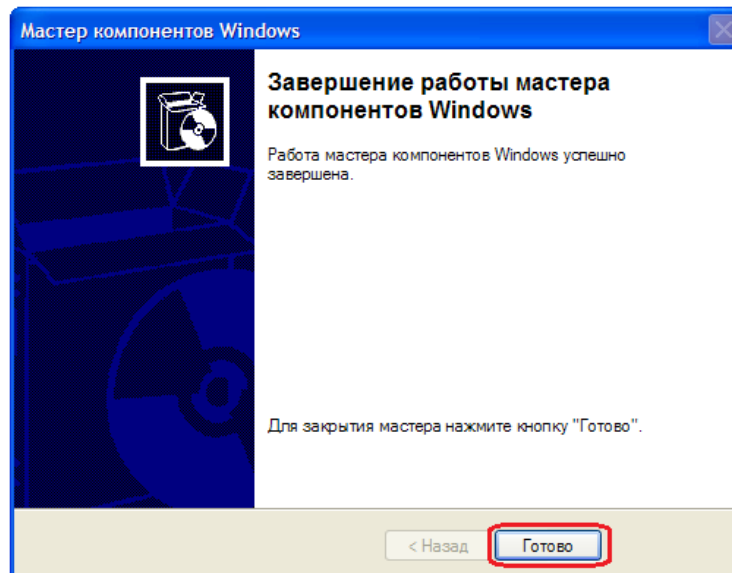 Мастер компонентов Windows
Завершение работы мастера
компонентов Windows
Работа мастера компонентов Windows успешно
завершена.
Для закрытия мастера нажмите кнопку "Готово".
< Назад
Готово